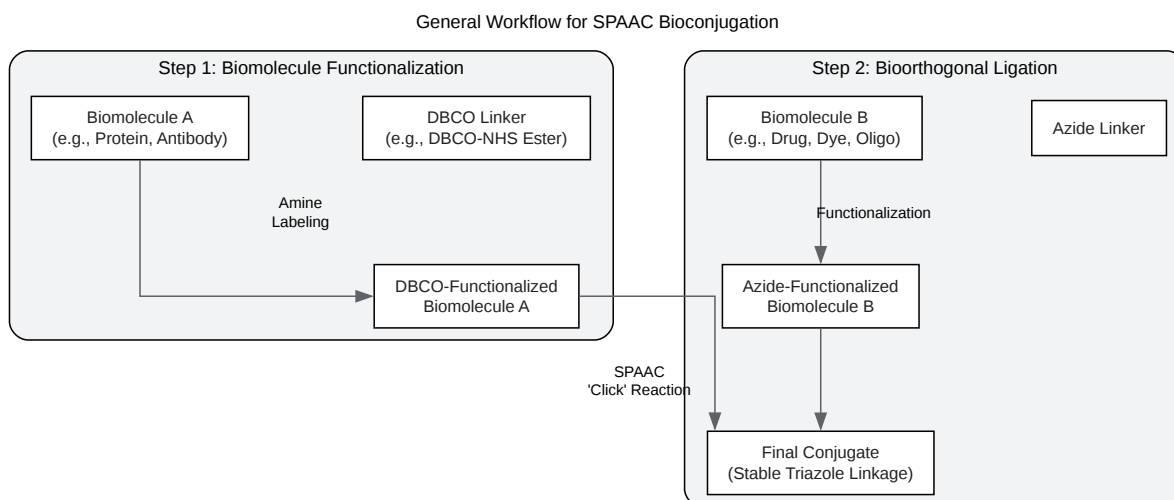 General Workflow for SPAAC Bioconjugation
Step 1: Biomolecule Functionalization
Biomolecule A
(e.g., Protein, Antibody)
DBCO Linker
(e.g., DBCO-NHS Ester)
Amine
Labeling
DBCO-Functionalized
Biomolecule A
SPAAC
'Click' Reaction
Step 2: Bioorthogonal Ligation
Biomolecule B
(e.g., Drug, Dye, Oligo)
Azide Linker
Functionalization
Azide-Functionalized
Biomolecule B
Final Conjugate
(Stable Triazole Linkage)